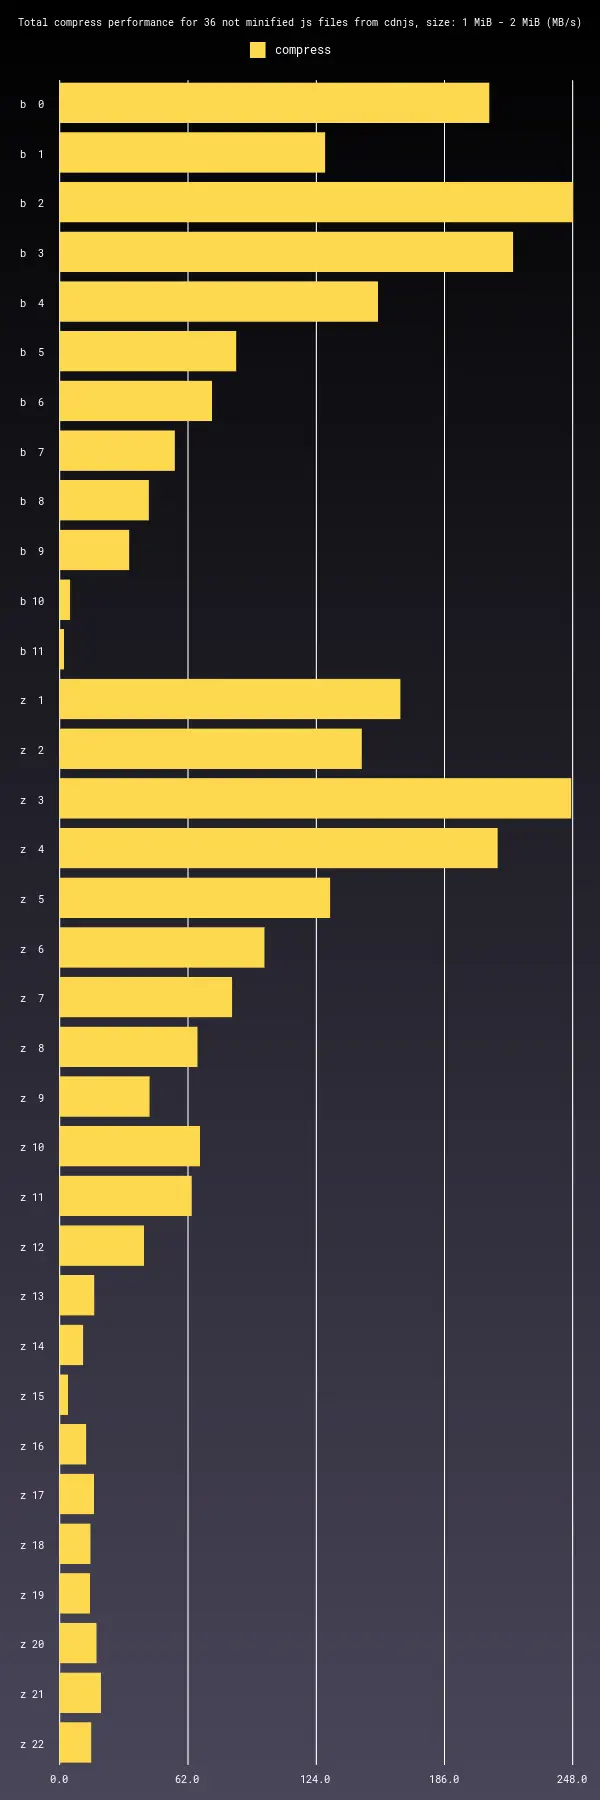 Total compress performance for 36 not minified js files from cdnjs, size: 1 MiB - 2 MiB (MB/s)
compress
b 0
b 1
b 2
b 3
b 4
b 5
b 6
b 7
b 8
b 9
b 10
b 11
z 1
z 2
z 3
z 4
z 5
z 6
z 7
z 8
z 9
z 10
z 11
z 12
z 13
z 14
z 15
z 16
z 17
z 18
z 19
z 20
z 21
z 22
0.0 62.0 124.0 186.0 248.0